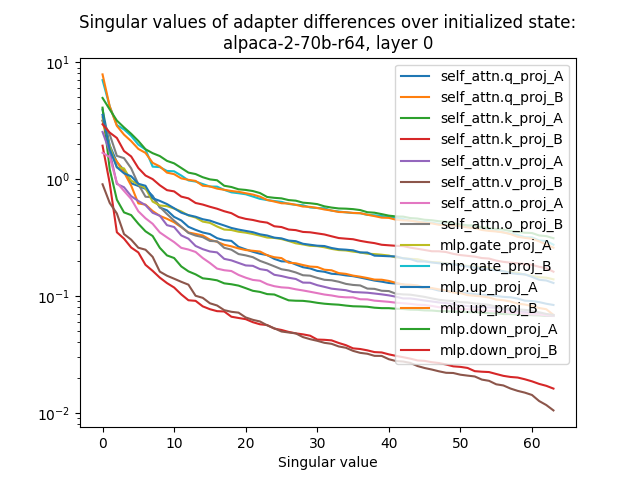 Singular values of adapter differences over initialized state:
alpaca-2-70b-r64, layer 0
10¹
10⁰
10⁻¹
10⁻²
self_attn.q_proj_A
self_attn.q_proj_B
self_attn.k_proj_A
self_attn.k_proj_B
self_attn.v_proj_A
self_attn.v_proj_B
self_attn.o_proj_A
self_attn.o_proj_B
mlp.gate_proj_A
mlp.gate_proj_B
mlp.up_proj_A
mlp.up_proj_B
mlp.down_proj_A
mlp.down_proj_B
0 10 20 30 40 50 60
Singular value